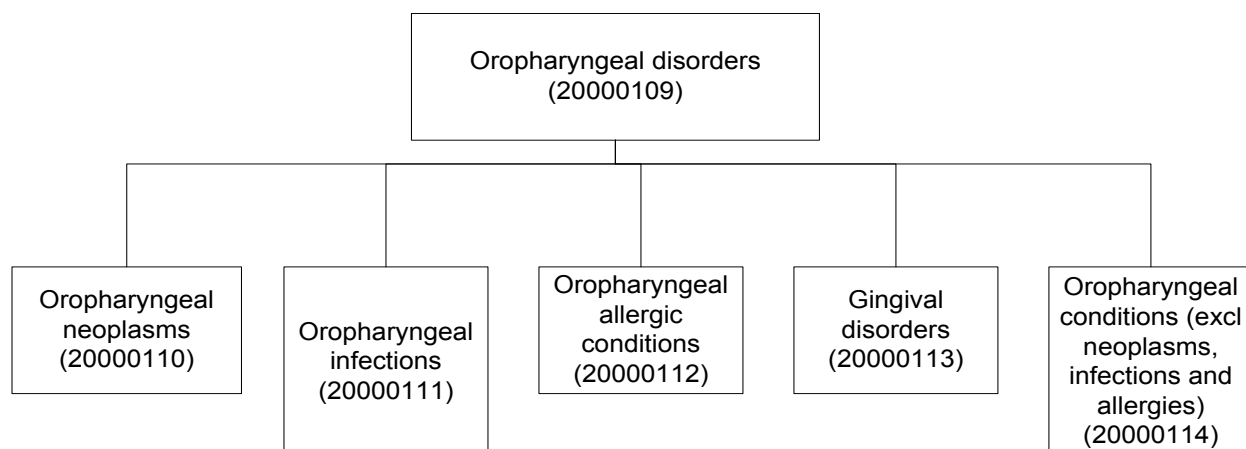 Oropharyngeal disorders
(20000109)
Oropharyngeal
neoplasms
(20000110)
Oropharyngeal
infections
(20000111)
Oropharyngeal
allergic
conditions
(20000112)
Gingival
disorders
(20000113)
Oropharyngeal
conditions (excl
neoplasms,
infections and
allergies)
(20000114)